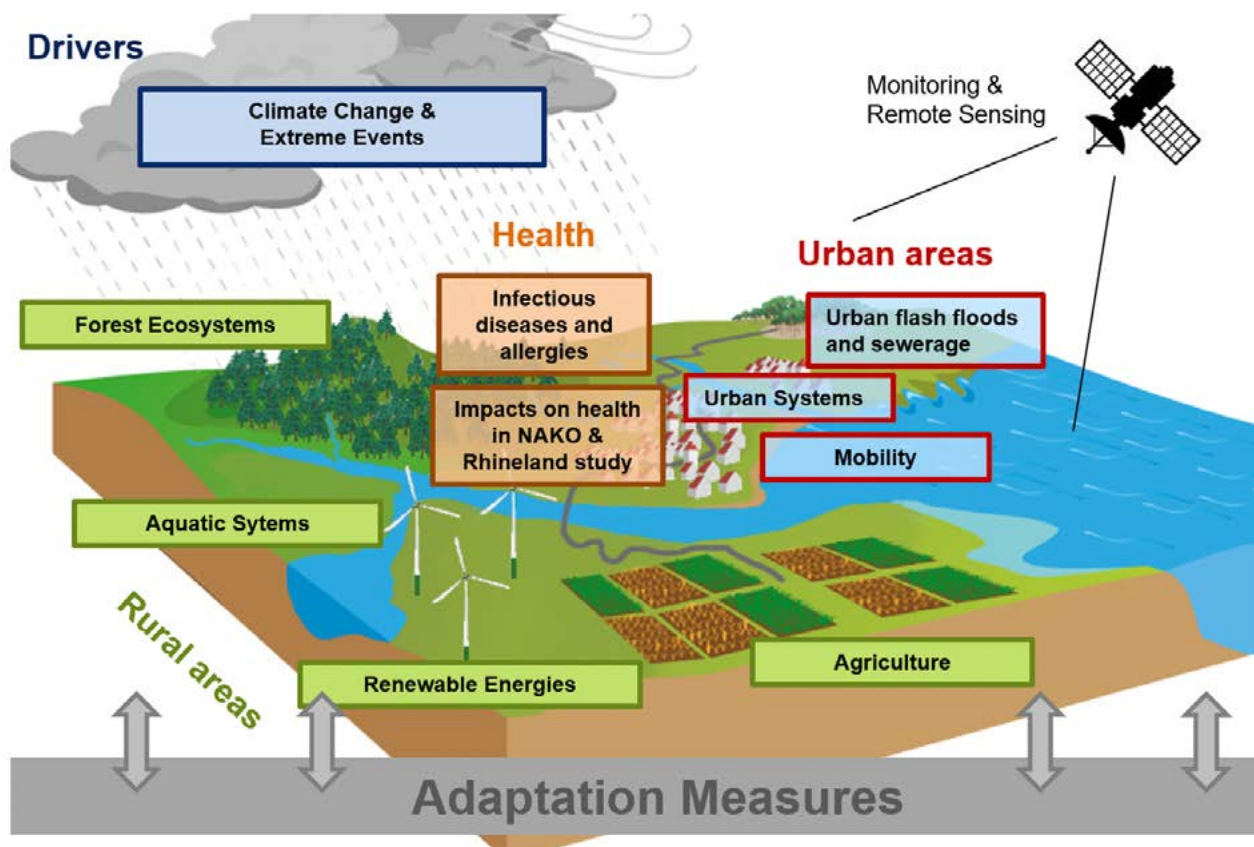 Drivers
Climate Change &
Extreme Events
Monitoring &
Remote Sensing
Health
Urban areas
Forest Ecosystems
Infectious
diseases and
allergies
Urban flash floods
and sewerage
Urban Systems
Impacts on health
in NAKO &
Rhineland study
Mobility
Aquatic Sytems
Rural areas
Renewable Energies
Agriculture
Adaptation Measures